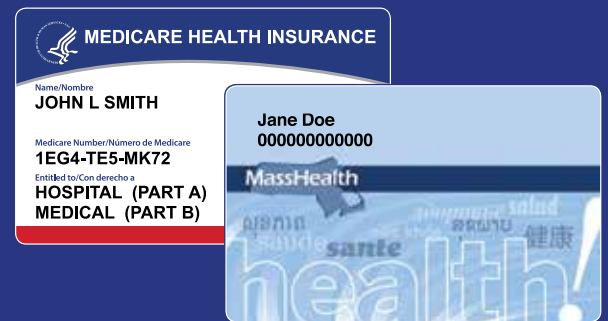 MEDICARE HEALTH INSURANCE
Name/Nombre
JOHN L SMITH
Medicare Number/Número de Medicare
1EG4-TE5-MK72
Entitled to/Con derecho a
HOSPITAL (PART A)
MEDICAL (PART B)
Jane Doe
000000000000
MassHealth
salud
santé
健康
health!